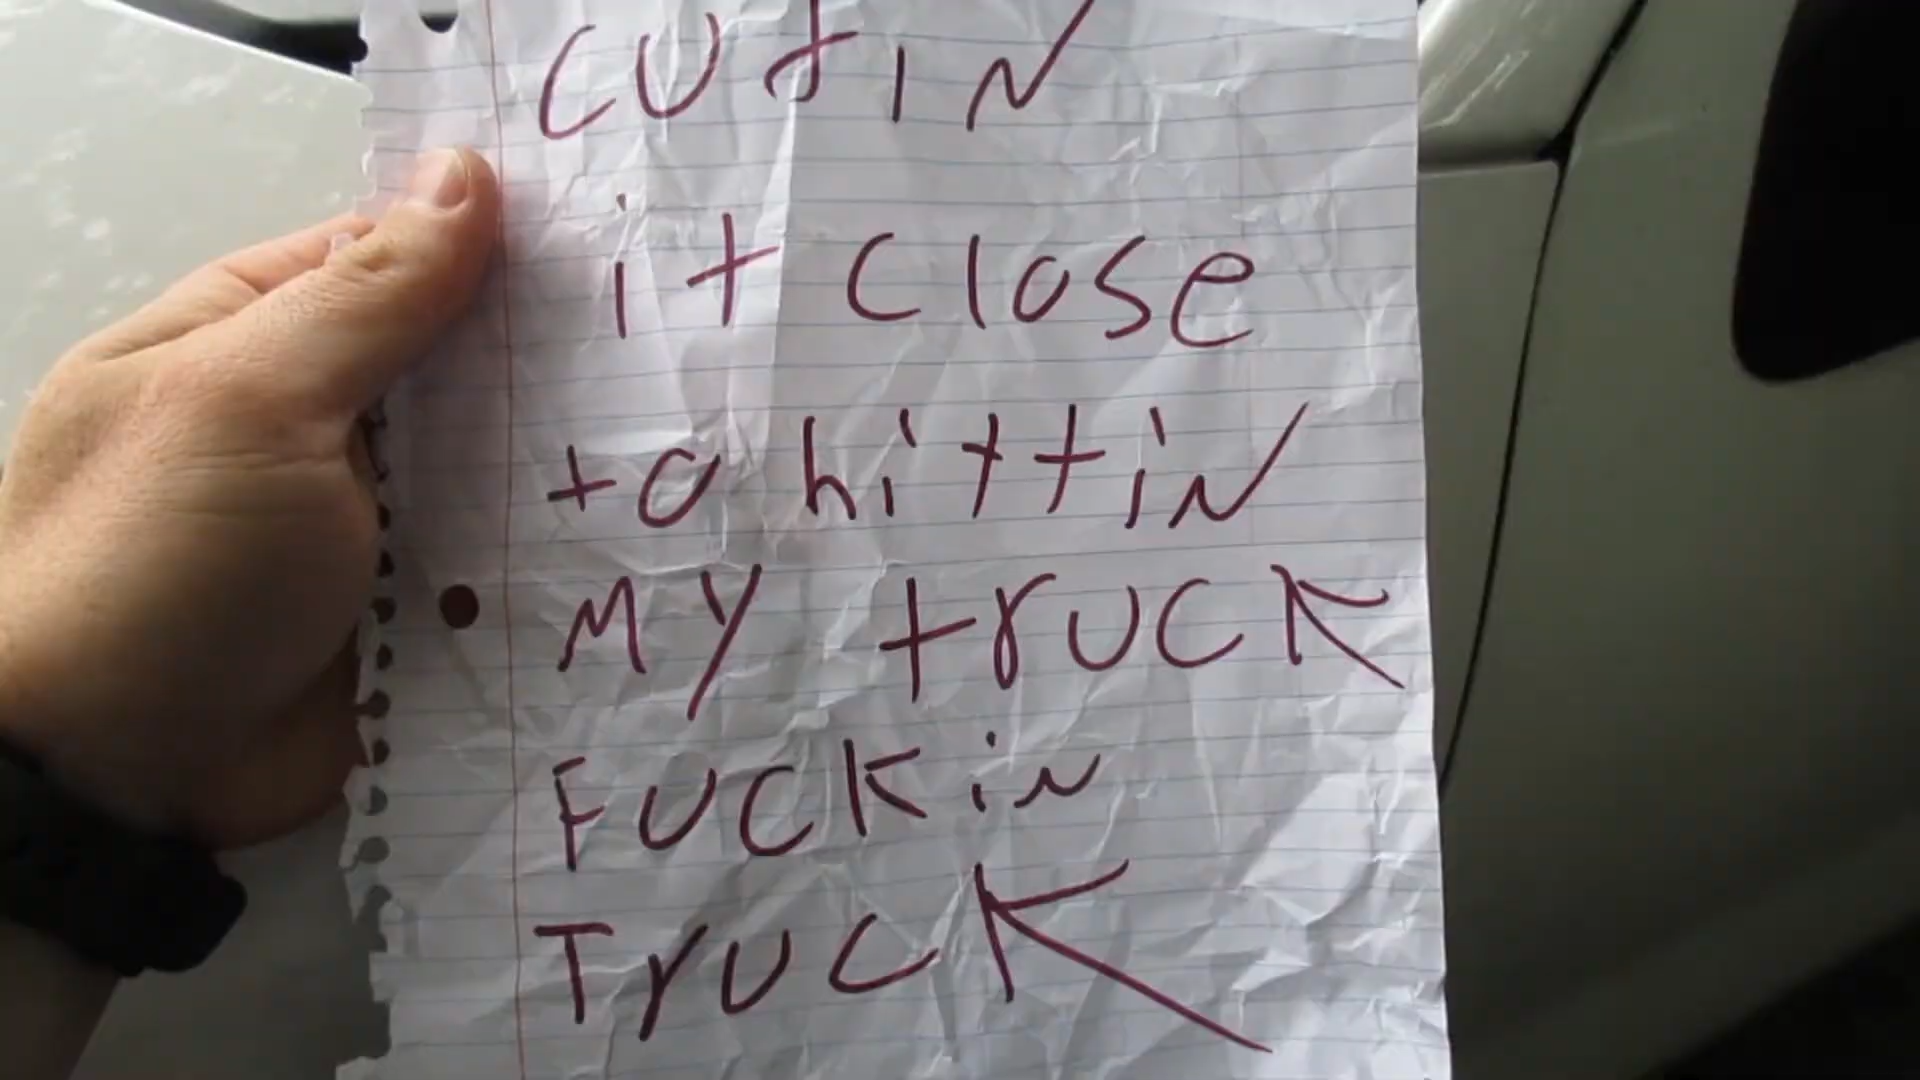 CUtiN
it close
to hittiN
MY trUCK
FUCKiN
TrUCK